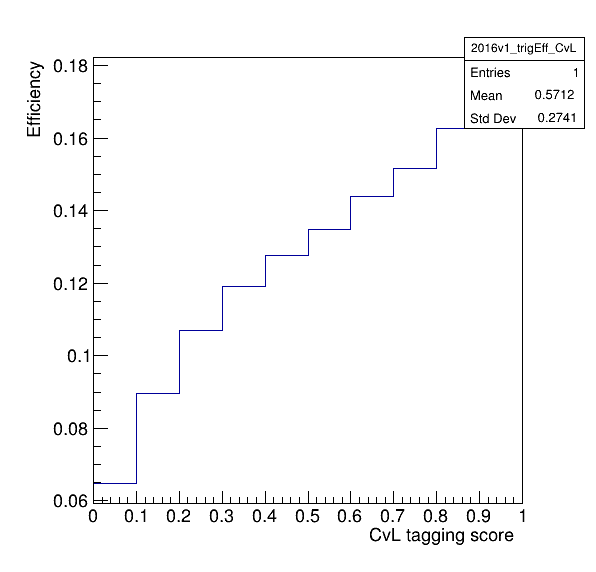 2016v1_trigEff_CvL
Entries 1
Mean 0.5712
Std Dev 0.2741
Efficiency
0.18
0.16
0.14
0.12
0.1
0.08
0.06
0 0.1 0.2 0.3 0.4 0.5 0.6 0.7 0.8 0.9 1
CvL tagging score